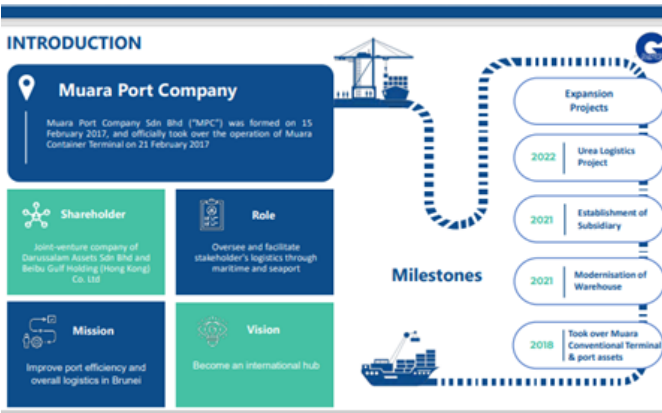 INTRODUCTION
Muara Port Company
Muara Port Company Sdn Bhd ("MPC") was formed on 15
February 2017, and officially took over the operation of Muara
Container Terminal on 21 February 2017
Shareholder
Joint-venture company of
Darussalam Assets Sdn Bhd and
Beibu Gulf Holding (Hong Kong)
Co. Ltd
Role
Oversee and facilitate
stakeholder's logistics through
maritime and seaport
Mission
Improve port efficiency and
overall logistics in Brunei
Vision
Become an international hub
Milestones
Expansion
Projects
2022
Urea Logistics
Project
2021
Establishment of
Subsidiary
2021
Modernisation of
Warehouse
2018
Took over Muara
Conventional Terminal
& port assets